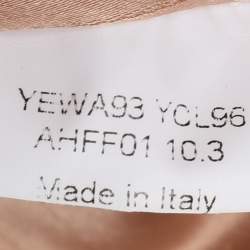 YEWA93 YCL96
AHFF01 10.3
Made in Italy